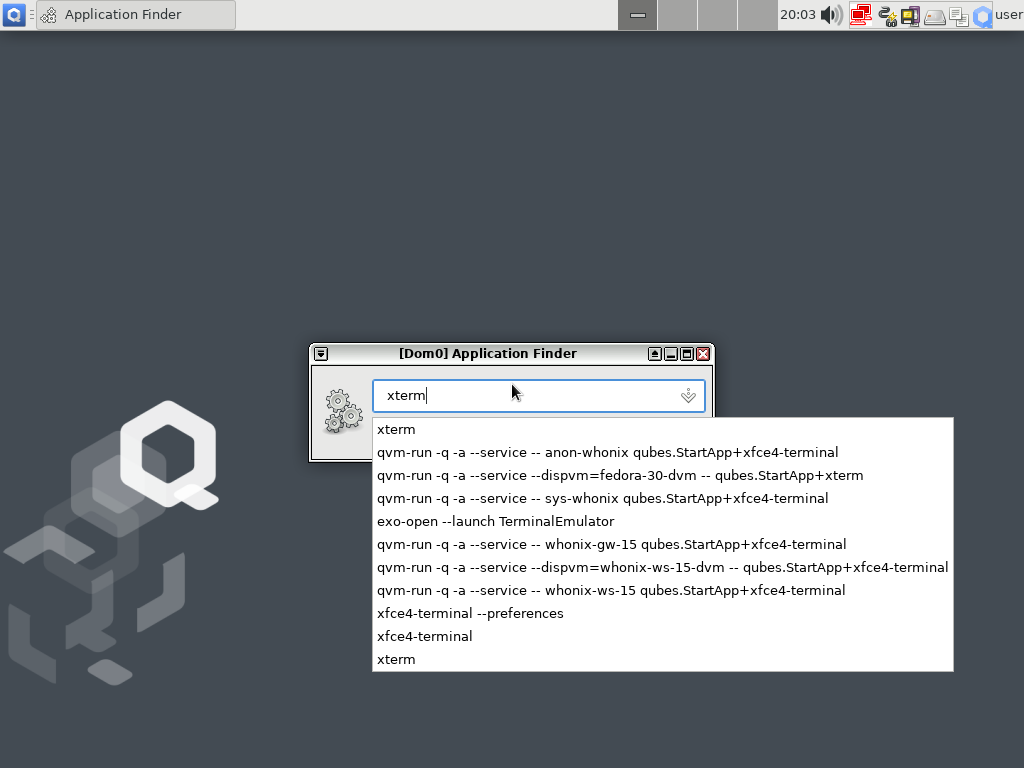 Application Finder
20:03
user
[Dom0] Application Finder
xterm
xterm
qvm-run -q -a --service -- anon-whonix qubes.StartApp+xfce4-terminal
qvm-run -q -a --service --dispvm=fedora-30-dvm -- qubes.StartApp+xterm
qvm-run -q -a --service -- sys-whonix qubes.StartApp+xfce4-terminal
exo-open --launch TerminalEmulator
qvm-run -q -a --service -- whonix-gw-15 qubes.StartApp+xfce4-terminal
qvm-run -q -a --service --dispvm=whonix-ws-15-dvm -- qubes.StartApp+xfce4-terminal
qvm-run -q -a --service -- whonix-ws-15 qubes.StartApp+xfce4-terminal
xfce4-terminal --preferences
xfce4-terminal
xterm